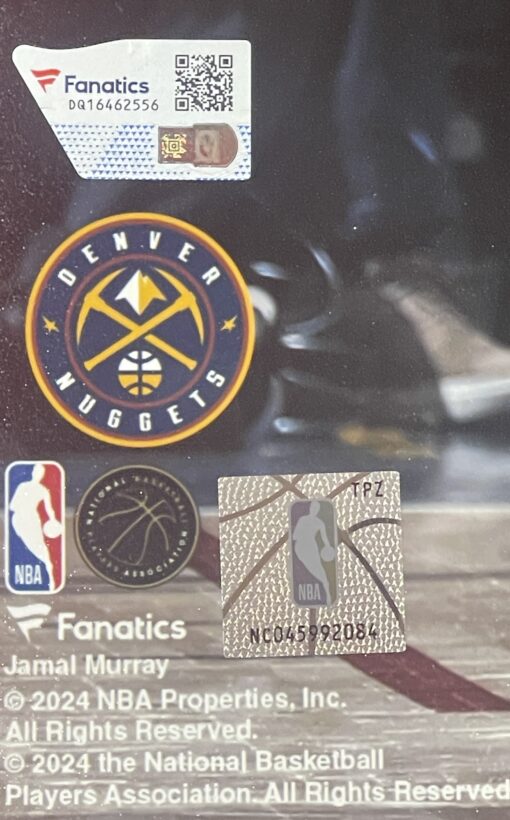 Fanatics
DQ16462556
DENVER
NUGGETS
NBA
NATIONAL BASKETBALL
PLAYERS ASSOCIATION
TPZ
NBA
NC045992084
Fanatics
Jamal Murray
© 2024 NBA Properties, Inc.
All Rights Reserved.
© 2024 the National Basketball
Players Association. All Rights Reserved